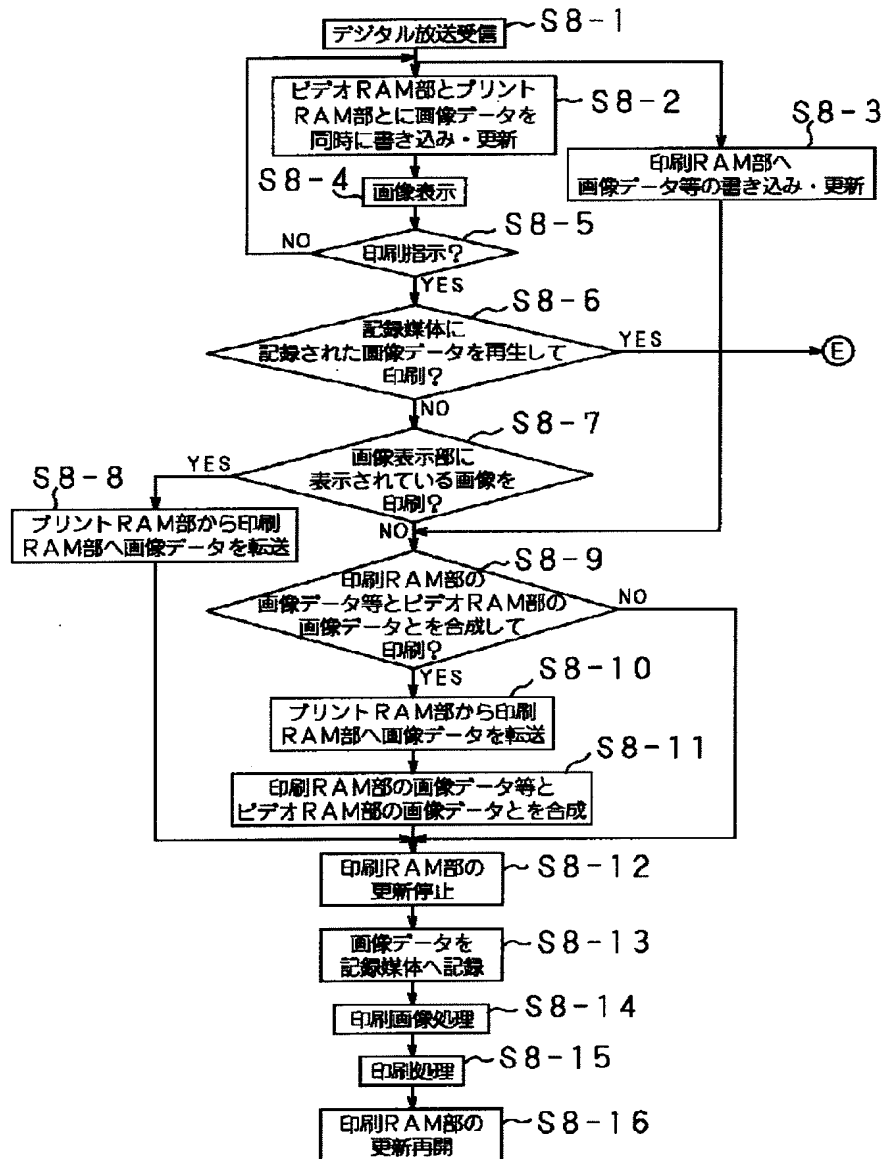 デジタル放送受信
S8-1
ビデオRAM部とプリント
RAM部とに画像データを
同時に書き込み・更新
S8-2
S8-3
印刷RAM部へ
画像データ等の書き込み・更新
S8-4
画像表示
S8-5
NO
印刷指示?
YES
S8-6
記録媒体に
記録された画像データを再生して
印刷?
YES
E
NO
S8-7
画像表示部に
表示されている画像を
印刷?
YES
S8-8
プリントRAM部から印刷
RAM部へ画像データを転送
NO
S8-9
印刷RAM部の
画像データ等とビデオRAM部の
画像データとを合成して
印刷?
NO
YES
S8-10
プリントRAM部から印刷
RAM部へ画像データを転送
S8-11
印刷RAM部の画像データ等と
ビデオRAM部の画像データとを合成
印刷RAM部の
更新停止
S8-12
画像データを
記録媒体へ記録
S8-13
印刷画像処理
S8-14
印刷処理
S8-15
印刷RAM部の
更新再開
S8-16